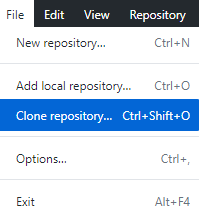 File Edit View Repository
New repository... Ctrl+N
Add local repository... Ctrl+O
Clone repository... Ctrl+Shift+O
Options... Ctrl+,
Exit Alt+F4